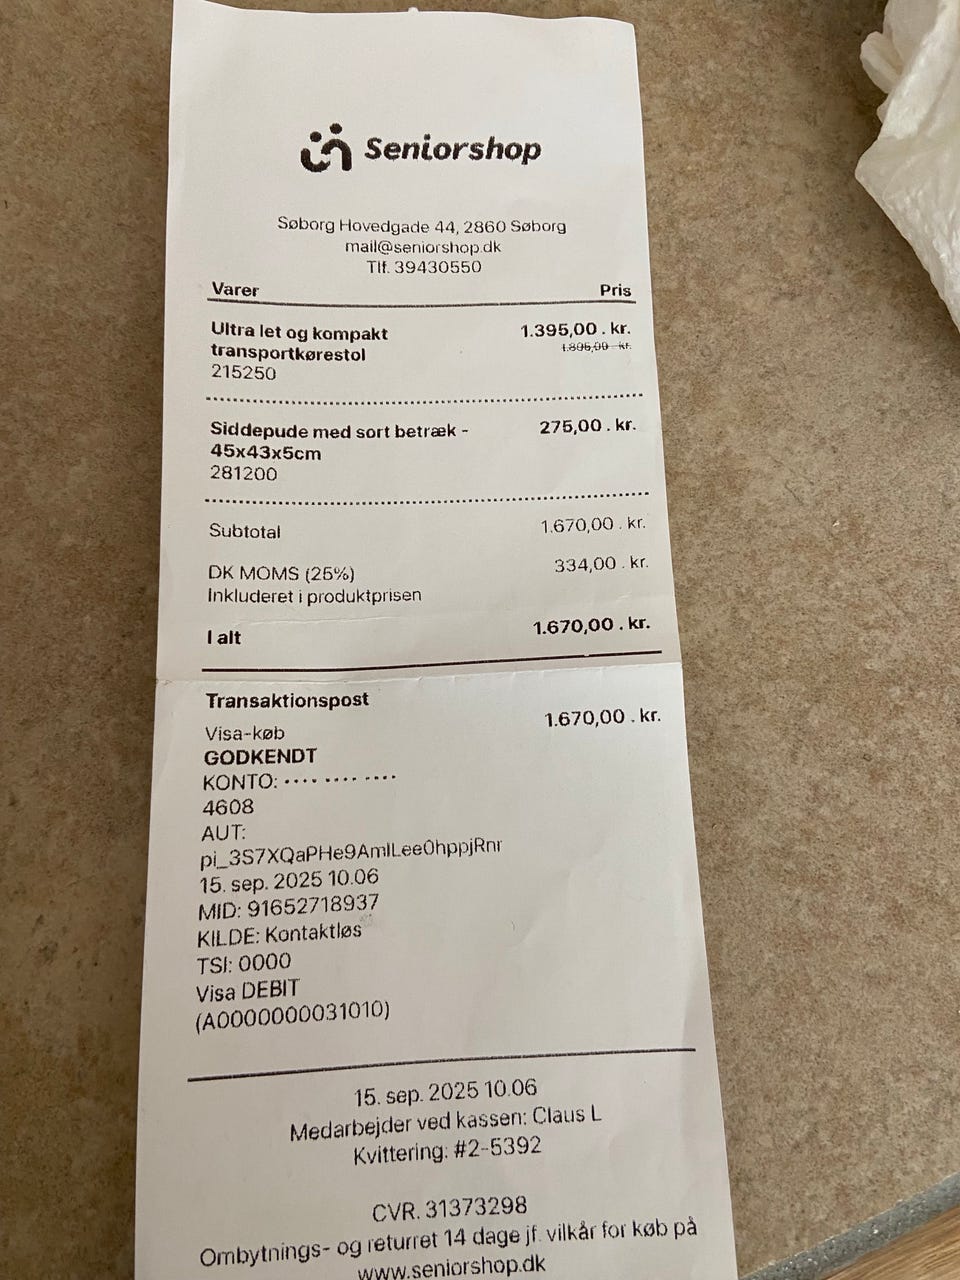 Seniorshop
Søborg Hovedgade 44, 2860 Søborg
mail@seniorshop.dk
Tlf. 39430550
Varer Pris
Ultra let og kompakt 1.395,00 . kr.
transportkørestol 1.895,00 kr.
215250
Siddepude med sort betræk - 275,00 . kr.
45x43x5cm
281200
Subtotal 1.670,00 . kr.
DK MOMS (25%) 334,00 . kr.
Inkluderet i produktprisen
I alt 1.670,00 . kr.
Transaktionspost
Visa-køb 1.670,00 . kr.
GODKENDT
KONTO: •••• •••• ••••
4608
AUT:
pi_3S7XQaPHe9AmILee0hppjRnr
15. sep. 2025 10.06
MID: 91652718937
KILDE: Kontaktløs
TSI: 0000
Visa DEBIT
(A0000000031010)
15. sep. 2025 10.06
Medarbejder ved kassen: Claus L
Kvittering: #2-5392
CVR. 31373298
Ombytnings- og returret 14 dage jf. vilkår for køb på
www.seniorshop.dk